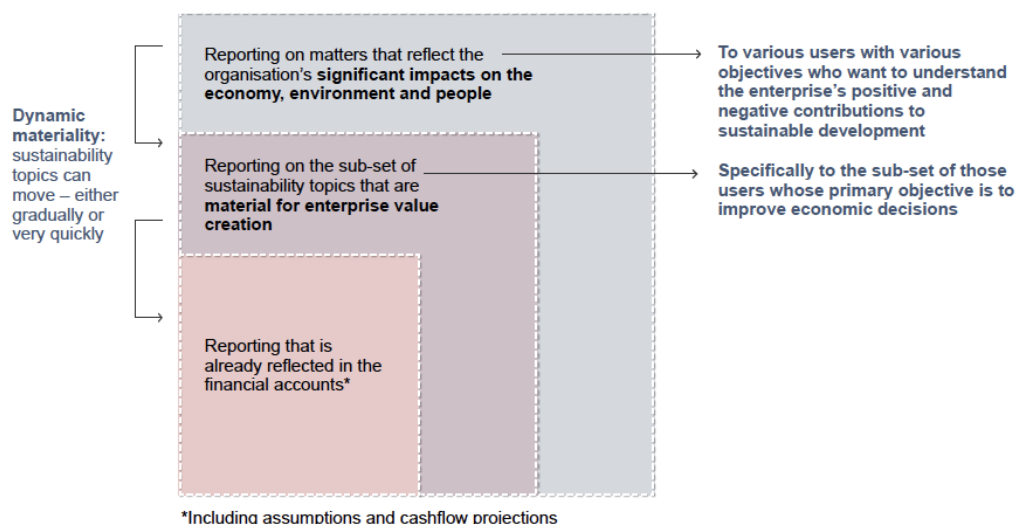 Dynamic
materiality:
sustainability
topics can
move – either
gradually or
very quickly
Reporting on matters that reflect the
organisation’s significant impacts on the
economy, environment and people
To various users with various
objectives who want to understand
the enterprise’s positive and
negative contributions to
sustainable development
Reporting on the sub-set of
sustainability topics that are
material for enterprise value
creation
Specifically to the sub-set of those
users whose primary objective is to
improve economic decisions
Reporting that is
already reflected in the
financial accounts*
*Including assumptions and cashflow projections